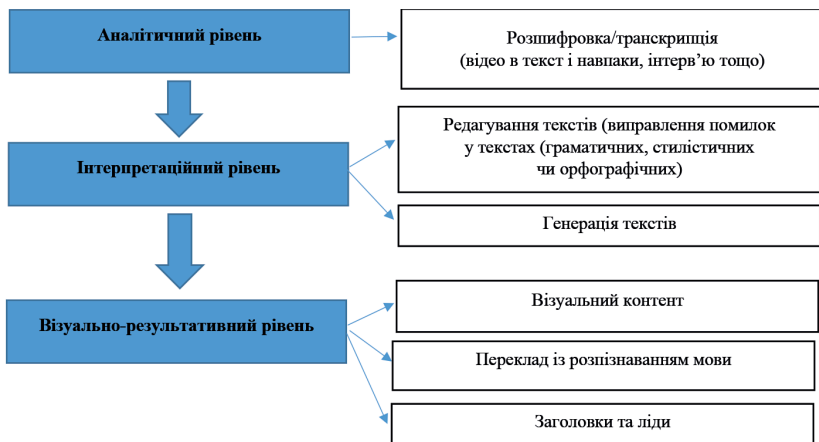 Аналітичний рівень
Розшифровка/транскрипція
(відео в текст і навпаки, інтерв’ю тощо)
Інтерпретаційний рівень
Редагування текстів (виправлення помилок
у текстах (граматичних, стилістичних
чи орфографічних)
Генерація текстів
Візуально-результативний рівень
Візуальний контент
Переклад із розпізнаванням мови
Заголовки та ліди